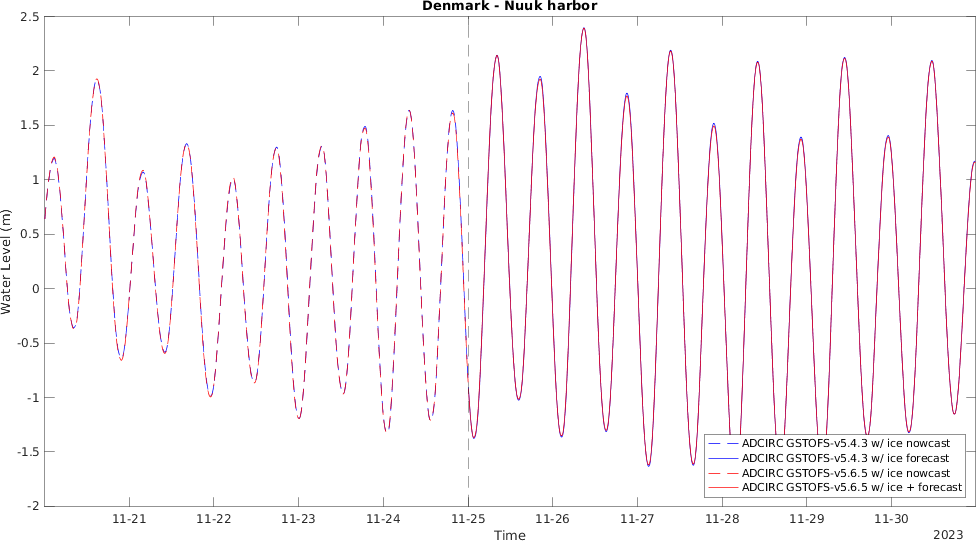 Denmark - Nuuk harbor
2.5
2
1.5
1
0.5
0
-0.5
-1
-1.5
-2
Water Level (m)
ADCIRC GSTOFS-v5.4.3 w/ ice nowcast
ADCIRC GSTOFS-v5.4.3 w/ ice forecast
ADCIRC GSTOFS-v5.6.5 w/ ice nowcast
ADCIRC GSTOFS-v5.6.5 w/ ice + forecast
11-21 11-22 11-23 11-24 11-25 11-26 11-27 11-28 11-29 11-30
Time
2023